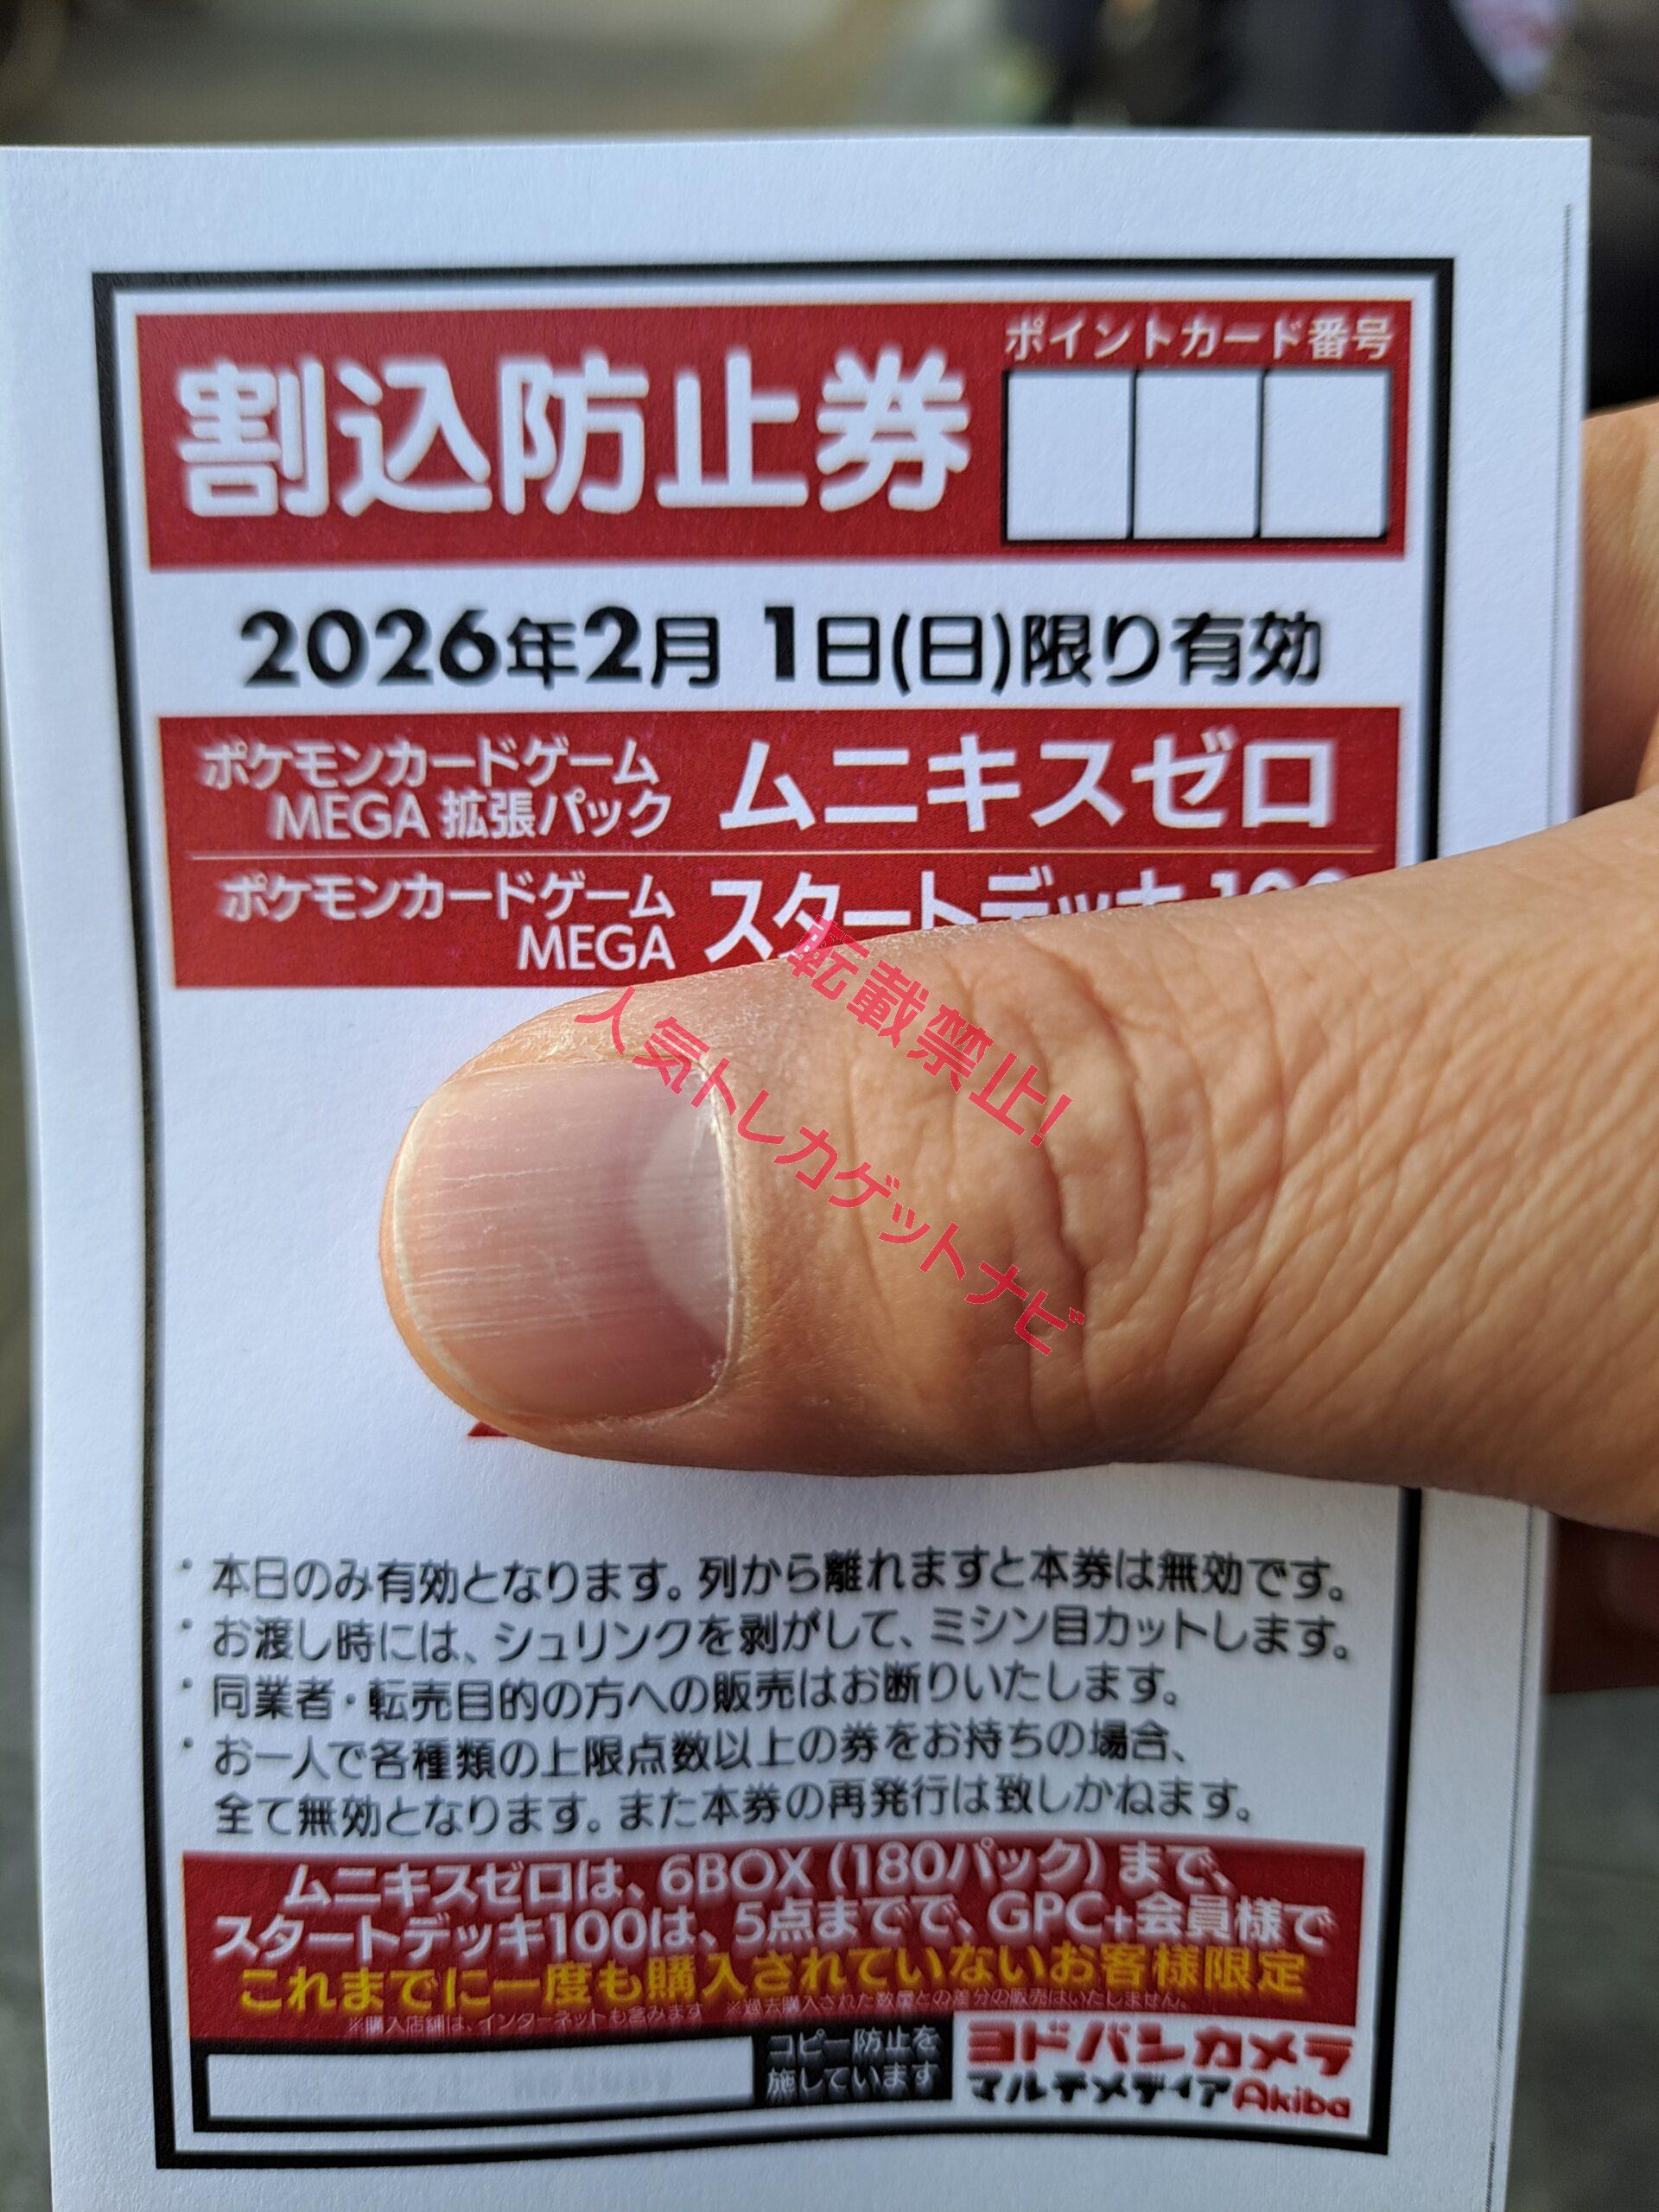 割込防止券
ポイントカード番号
2026年2月 1日(日)限り有効
ポケモンカードゲーム
MEGA 拡張パック
ムニキスゼロ
ポケモンカードゲーム
MEGA
スタートデッキ 100
転載禁止!
人気トレカゲットナビ
・本日のみ有効となります。列から離れますと本券は無効です。
・お渡し時には、シュリンクを剥がして、ミシン目カットします。
・同業者・転売目的の方への販売はお断りいたします。
・お一人で各種類の上限点数以上の券をお持ちの場合、
全て無効となります。また本券の再発行は致しかねます。
ムニキスゼロは、6BOX(180パック)まで、
スタートデッキ100は、5点までで、GPC+会員様で
これまでに一度も購入されていないお客様限定
※購入店舗は、インターネットも含みます ※過去購入された数量との差分の販売はいたしません。
コピー防止を
施しています
ヨドバシカメラ
マルチメディアAkiba